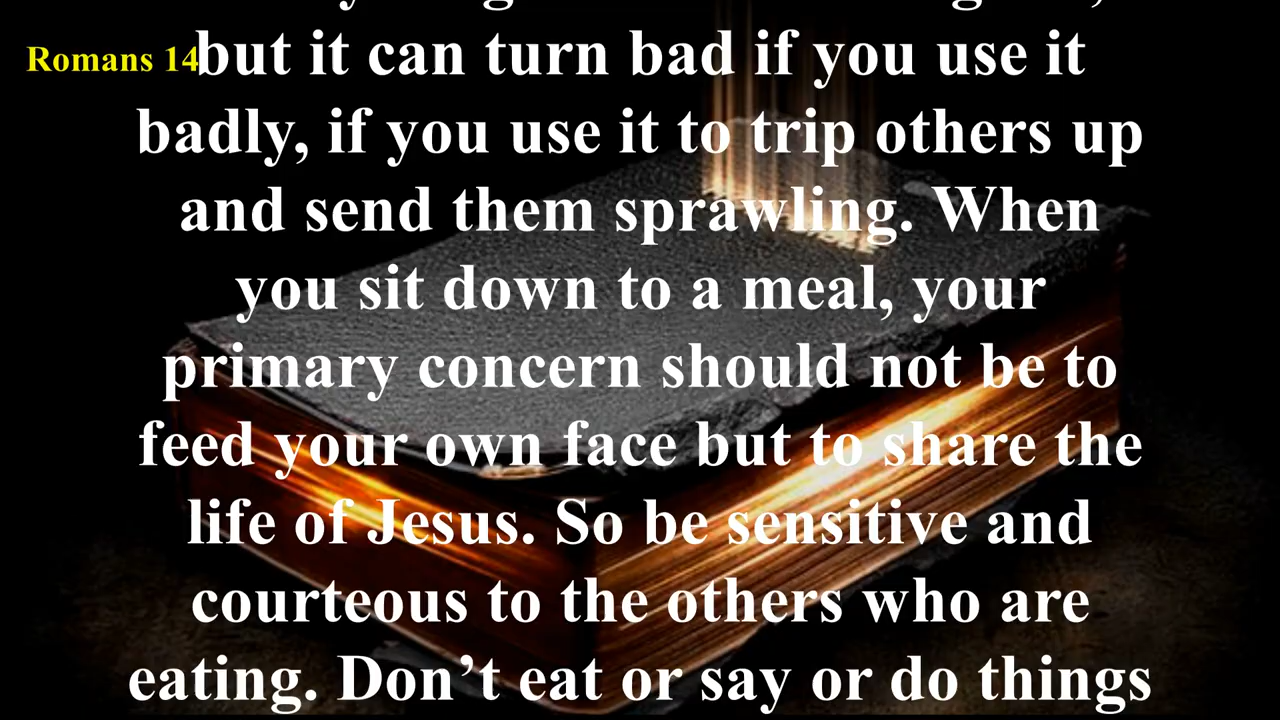 Romans 14
but it can turn bad if you use it
badly, if you use it to trip others up
and send them sprawling. When
you sit down to a meal, your
primary concern should not be to
feed your own face but to share the
life of Jesus. So be sensitive and
courteous to the others who are
eating. Don’t eat or say or do things